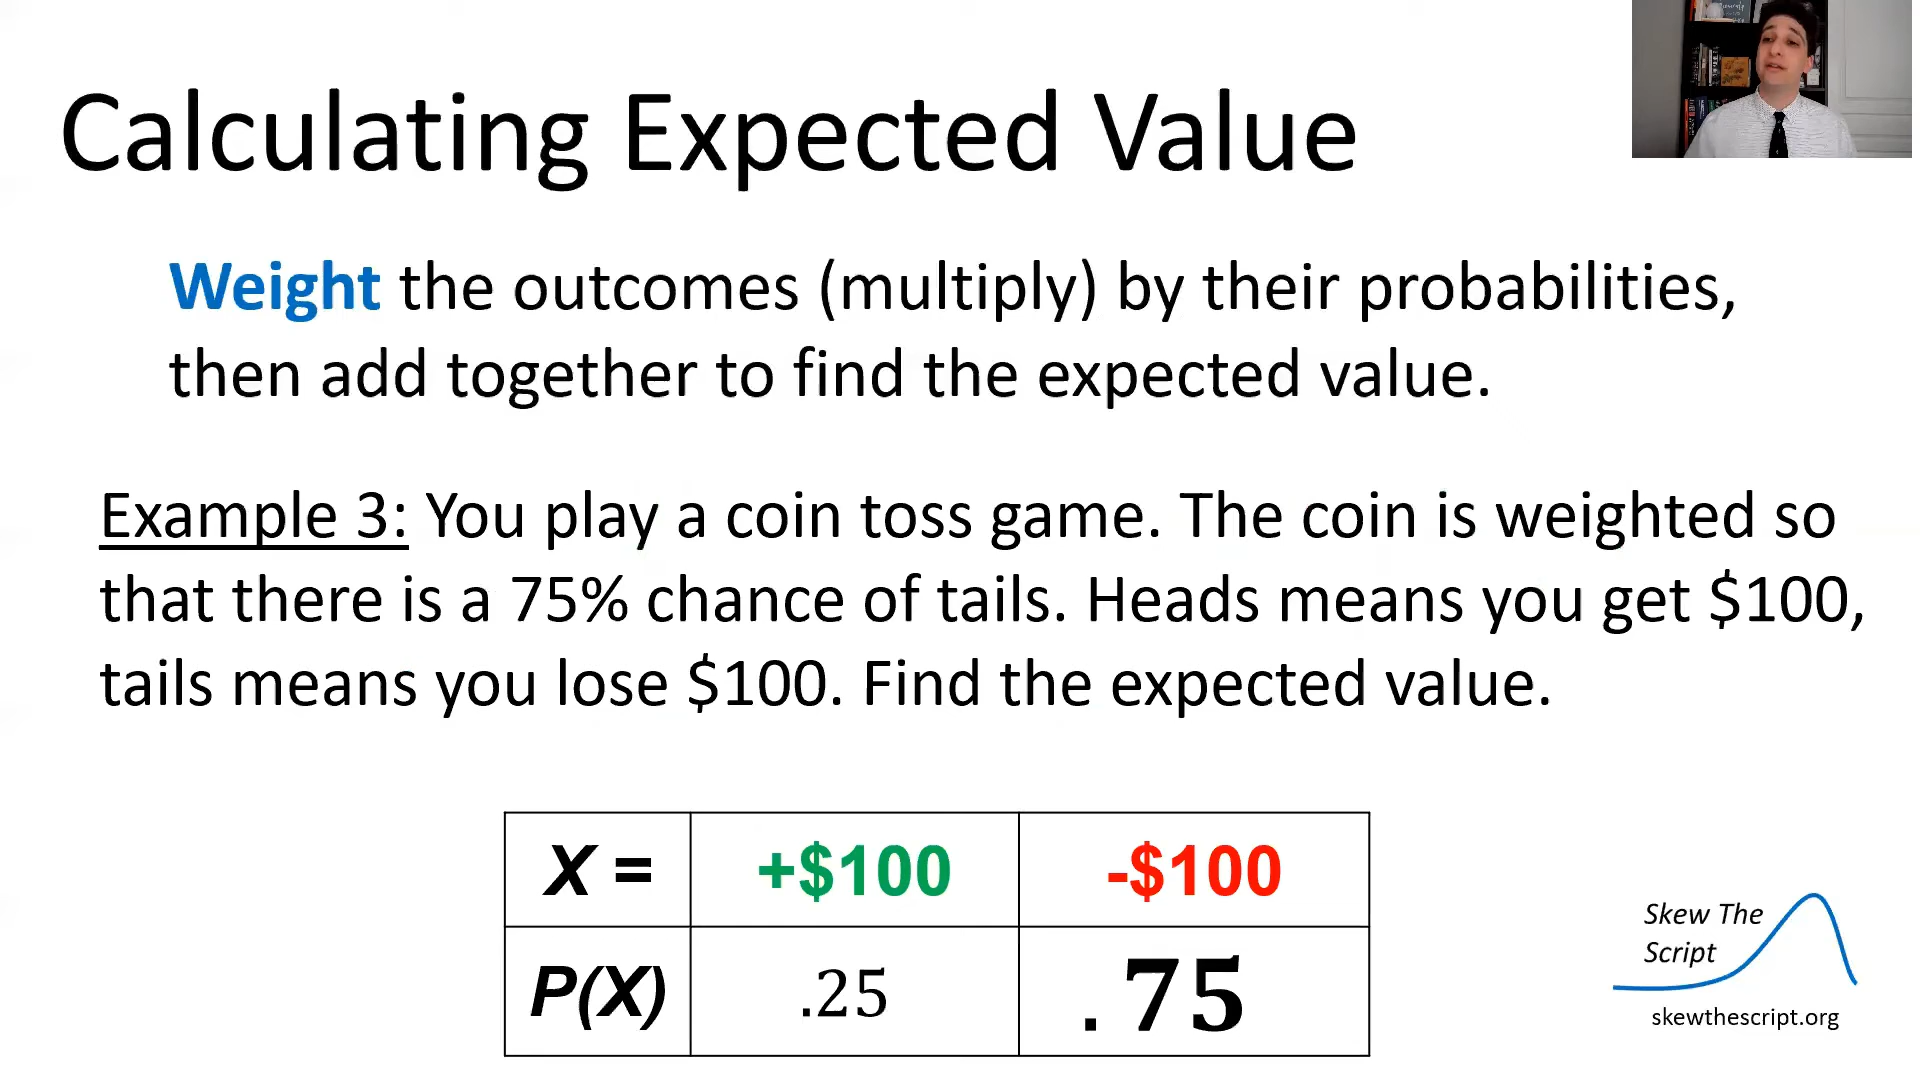 Calculating Expected Value
Weight the outcomes (multiply) by their probabilities,
then add together to find the expected value.
Example 3: You play a coin toss game. The coin is weighted so
that there is a 75% chance of tails. Heads means you get $100,
tails means you lose $100. Find the expected value.
X = +$100 -$100
P(X) .25 .75
Skew The
Script
skewthescript.org